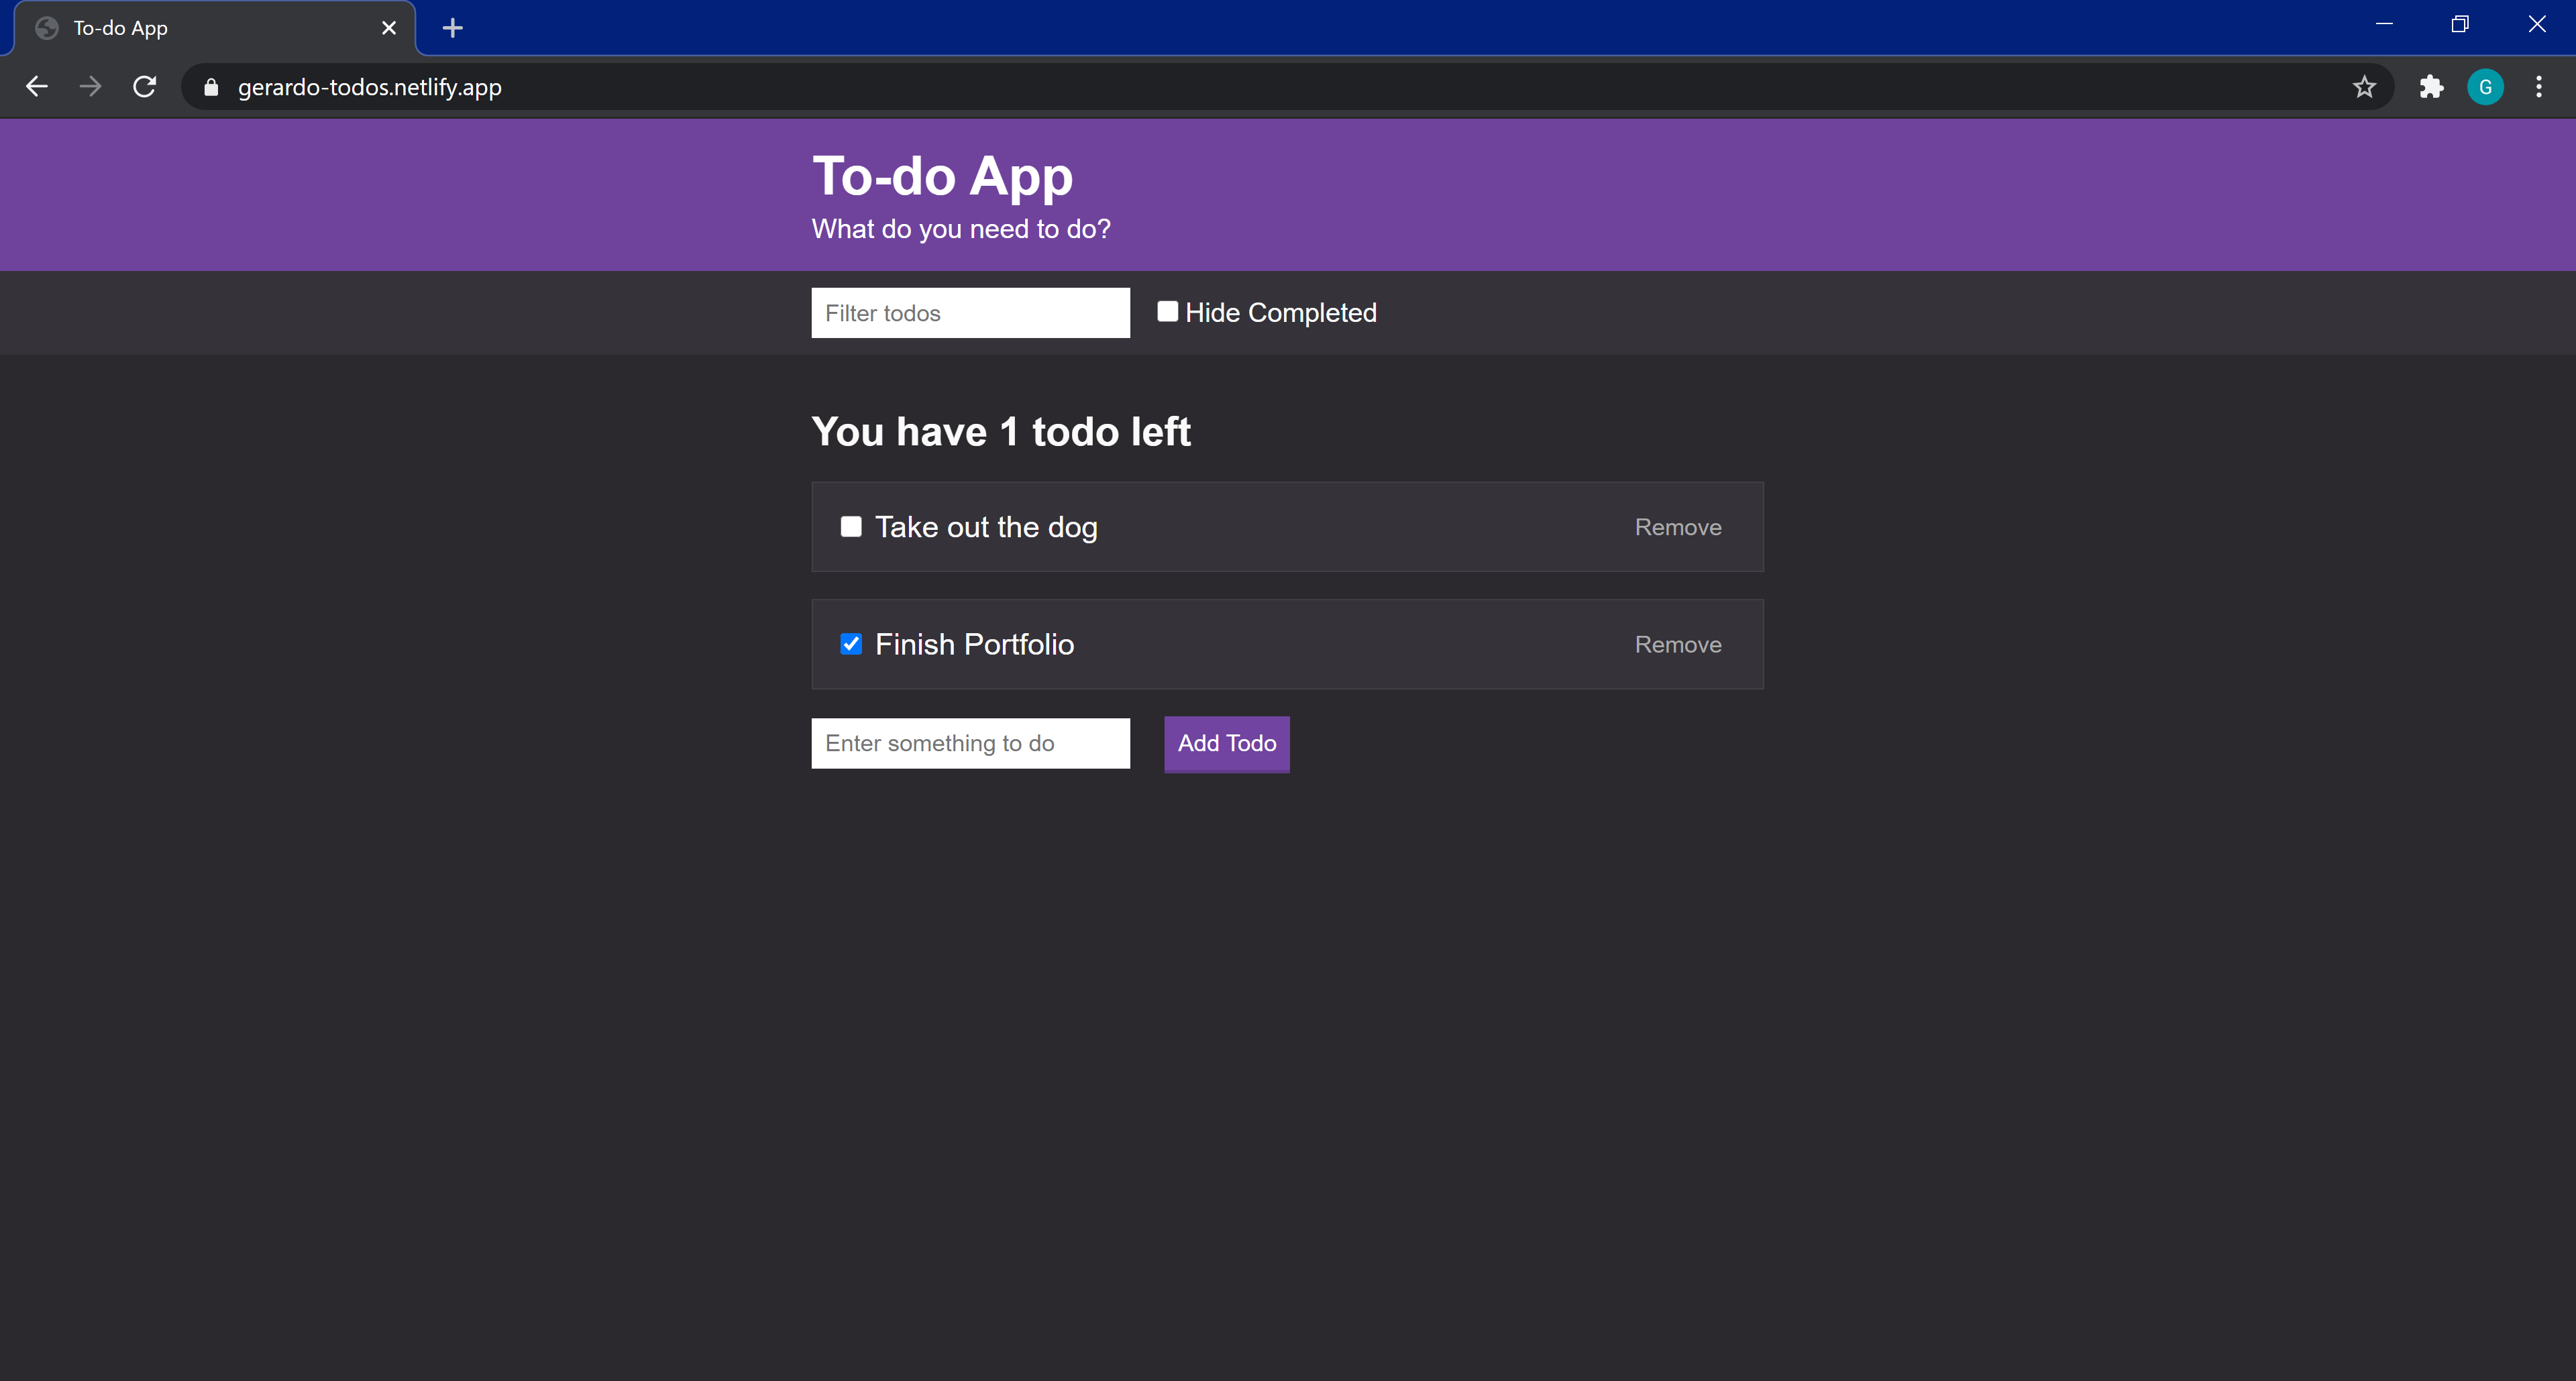 To-do App
gerardo-todos.netlify.app
G
To-do App
What do you need to do?
Filter todos
Hide Completed
You have 1 todo left
Take out the dog
Remove
Finish Portfolio
Remove
Enter something to do
Add Todo